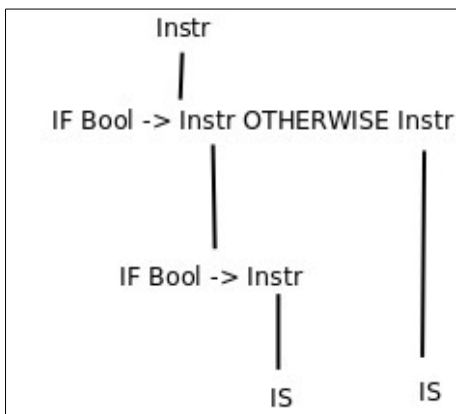 Instr
IF Bool -> Instr OTHERWISE Instr
IF Bool -> Instr
IS
IS